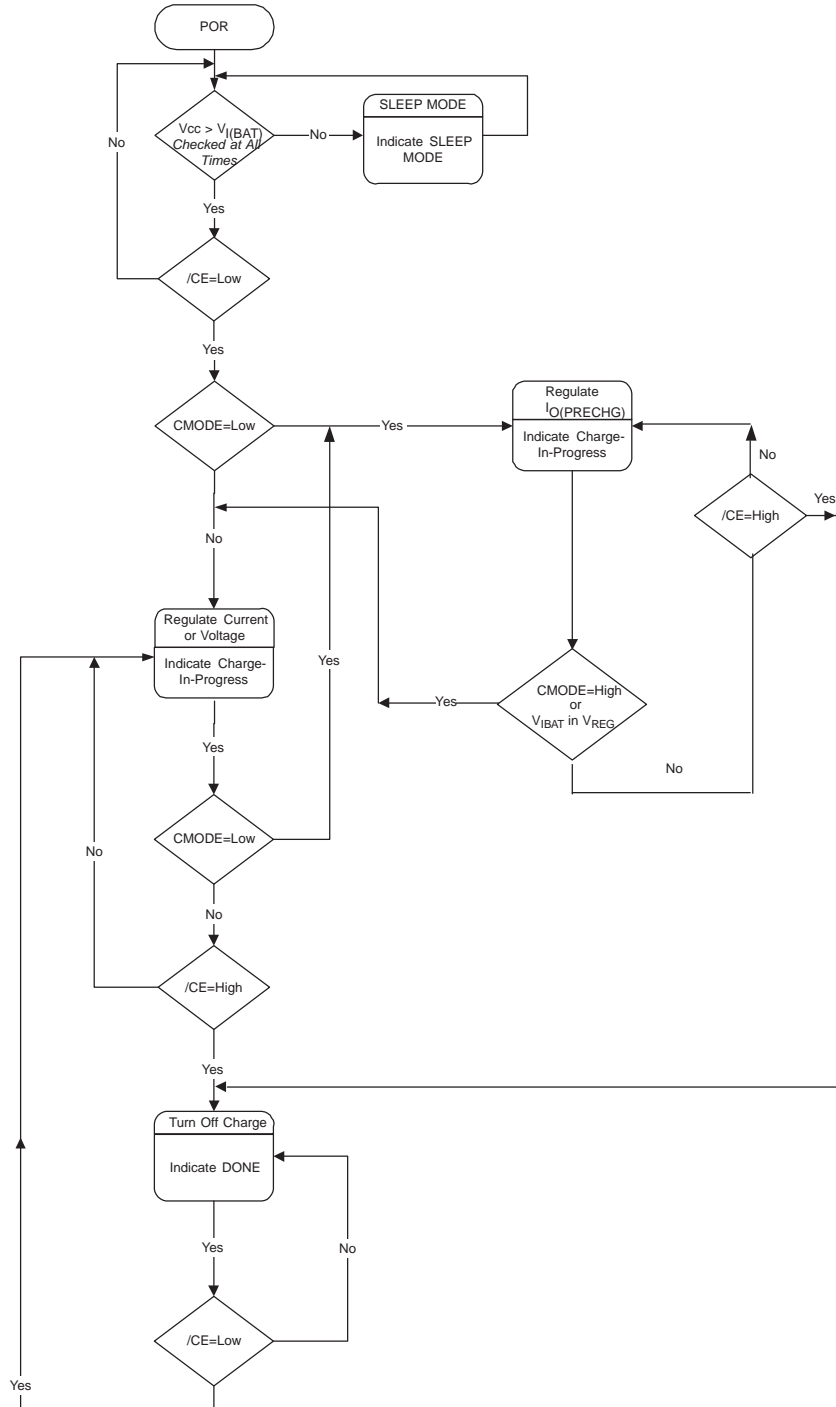 POR
Vcc > VI(BAT)
Checked at All
Times
No
SLEEP MODE
Indicate SLEEP
MODE
No
Yes
/CE=Low
Yes
CMODE=Low
Yes
Regulate
IO(PRECHG)
Indicate Charge-
In-Progress
No
/CE=High
Yes
No
Regulate Current
or Voltage
Indicate Charge-
In-Progress
Yes
CMODE=High
or
VIBAT in VREG
Yes
No
Yes
CMODE=Low
No
No
/CE=High
Yes
Turn Off Charge
Indicate DONE
Yes
No
/CE=Low
Yes